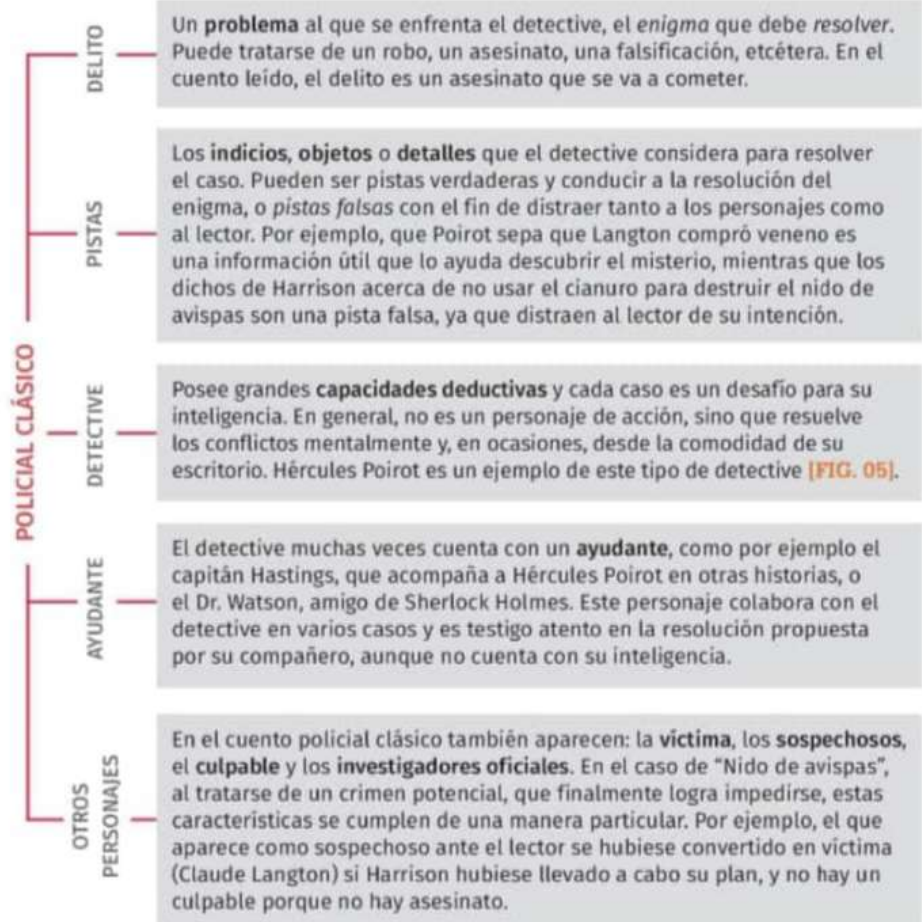 POLICIAL CLÁSICO
DELITO
Un problema al que se enfrenta el detective, el enigma que debe resolver.
Puede tratarse de un robo, un asesinato, una falsificación, etcétera. En el
cuento leído, el delito es un asesinato que se va a cometer.
PISTAS
Los indicios, objetos o detalles que el detective considera para resolver
el caso. Pueden ser pistas verdaderas y conducir a la resolución del
enigma, o pistas falsas con el fin de distraer tanto a los personajes como
al lector. Por ejemplo, que Poirot sepa que Langton compró veneno es
una información útil que lo ayuda descubrir el misterio, mientras que los
dichos de Harrison acerca de no usar el cianuro para destruir el nido de
avispas son una pista falsa, ya que distraen al lector de su intención.
DETECTIVE
Posee grandes capacidades deductivas y cada caso es un desafío para su
inteligencia. En general, no es un personaje de acción, sino que resuelve
los conflictos mentalmente y, en ocasiones, desde la comodidad de su
escritorio. Hércules Poirot es un ejemplo de este tipo de detective [FIG. 05].
AYUDANTE
El detective muchas veces cuenta con un ayudante, como por ejemplo el
capitán Hastings, que acompaña a Hércules Poirot en otras historias, o
el Dr. Watson, amigo de Sherlock Holmes. Este personaje colabora con el
detective en varios casos y es testigo atento en la resolución propuesta
por su compañero, aunque no cuenta con su inteligencia.
OTROS
PERSONAJES
En el cuento policial clásico también aparecen: la víctima, los sospechosos,
el culpable y los investigadores oficiales. En el caso de “Nido de avispas”,
al tratarse de un crimen potencial, que finalmente logra impedirse, estas
características se cumplen de una manera particular. Por ejemplo, el que
aparece como sospechoso ante el lector se hubiese convertido en víctima
(Claude Langton) si Harrison hubiese llevado a cabo su plan, y no hay un
culpable porque no hay asesinato.